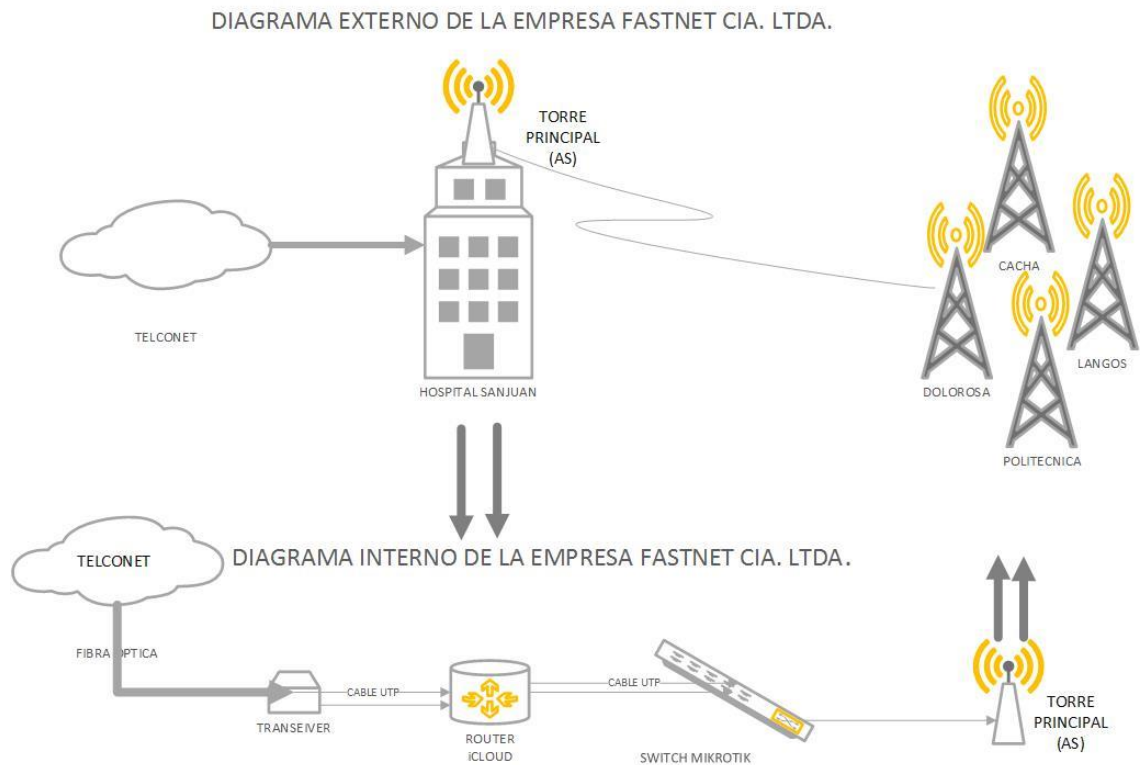 DIAGRAMA EXTERNO DE LA EMPRESA FASTNET CIA. LTDA.
TORRE
PRINCIPAL
(AS)
TELCONET
HOSPITAL SANJUAN
CACHA
LANGOS
DOLOROSA
POLITECNICA
DIAGRAMA INTERNO DE LA EMPRESA FASTNET CIA. LTDA.
TELCONET
FIBRA OPTICA
TRANSEIVER
CABLE UTP
ROUTER
iCLOUD
CABLE UTP
SWITCH MIKROTIK
TORRE
PRINCIPAL
(AS)